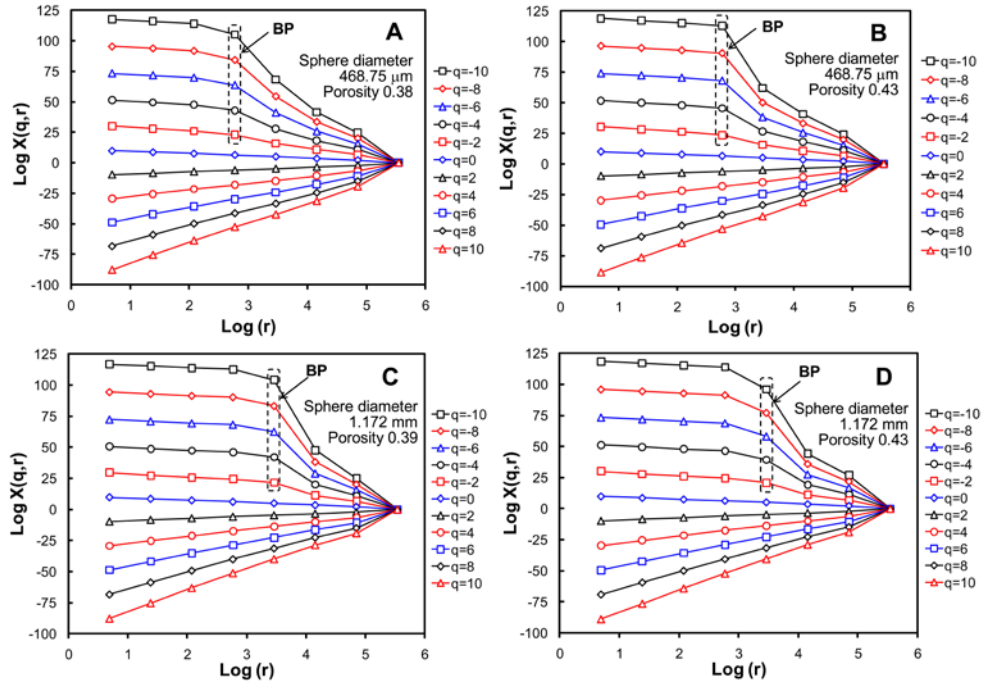 A
BP
Sphere diameter
468.75 µm
Porosity 0.38
Log X(q,r)
125
100
75
50
25
0
-25
-50
-75
-100
0 1 2 3 4 5 6
Log (r)
q=-10
q=-8
q=-6
q=-4
q=-2
q=0
q=2
q=4
q=6
q=8
q=10
B
BP
Sphere diameter
468.75 µm
Porosity 0.43
Log X(q,r)
125
100
75
50
25
0
-25
-50
-75
-100
0 1 2 3 4 5 6
Log (r)
q=-10
q=-8
q=-6
q=-4
q=-2
q=0
q=2
q=4
q=6
q=8
q=10
C
BP
Sphere diameter
1.172 mm
Porosity 0.39
Log X(q,r)
125
100
75
50
25
0
-25
-50
-75
-100
0 1 2 3 4 5 6
Log (r)
q=-10
q=-8
q=-6
q=-4
q=-2
q=0
q=2
q=4
q=6
q=8
q=10
D
BP
Sphere diameter
1.172 mm
Porosity 0.43
Log X(q,r)
125
100
75
50
25
0
-25
-50
-75
-100
0 1 2 3 4 5 6
Log (r)
q=-10
q=-8
q=-6
q=-4
q=-2
q=0
q=2
q=4
q=6
q=8
q=10